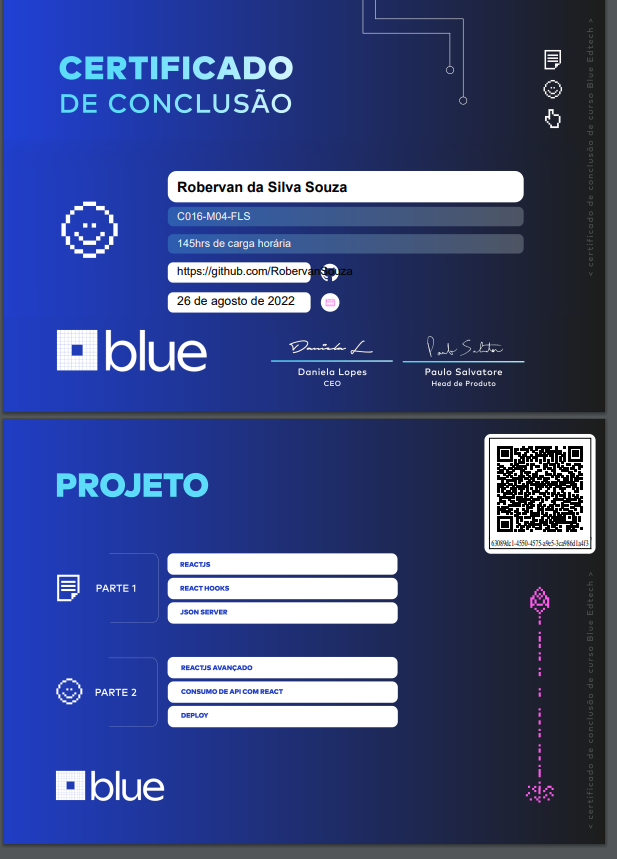 CERTIFICADO
DE CONCLUSÃO
< certificado de conclusão de curso Blue Edtech >
Robervan da Silva Souza
C016-M04-FLS
145hrs de carga horária
https://github.com/RobervanSouza
26 de agosto de 2022
blue
Daniela L
Paulo Salvatore
Daniela Lopes
CEO
Paulo Salvatore
Head de Produto
PROJETO
63089dc1-4550-4575-a9e5-3ca986d1a4f3
PARTE 1
REACTJS
REACT HOOKS
JSON SERVER
PARTE 2
REACTJS AVANÇADO
CONSUMO DE API COM REACT
DEPLOY
< certificado de conclusão de curso Blue Edtech >
blue